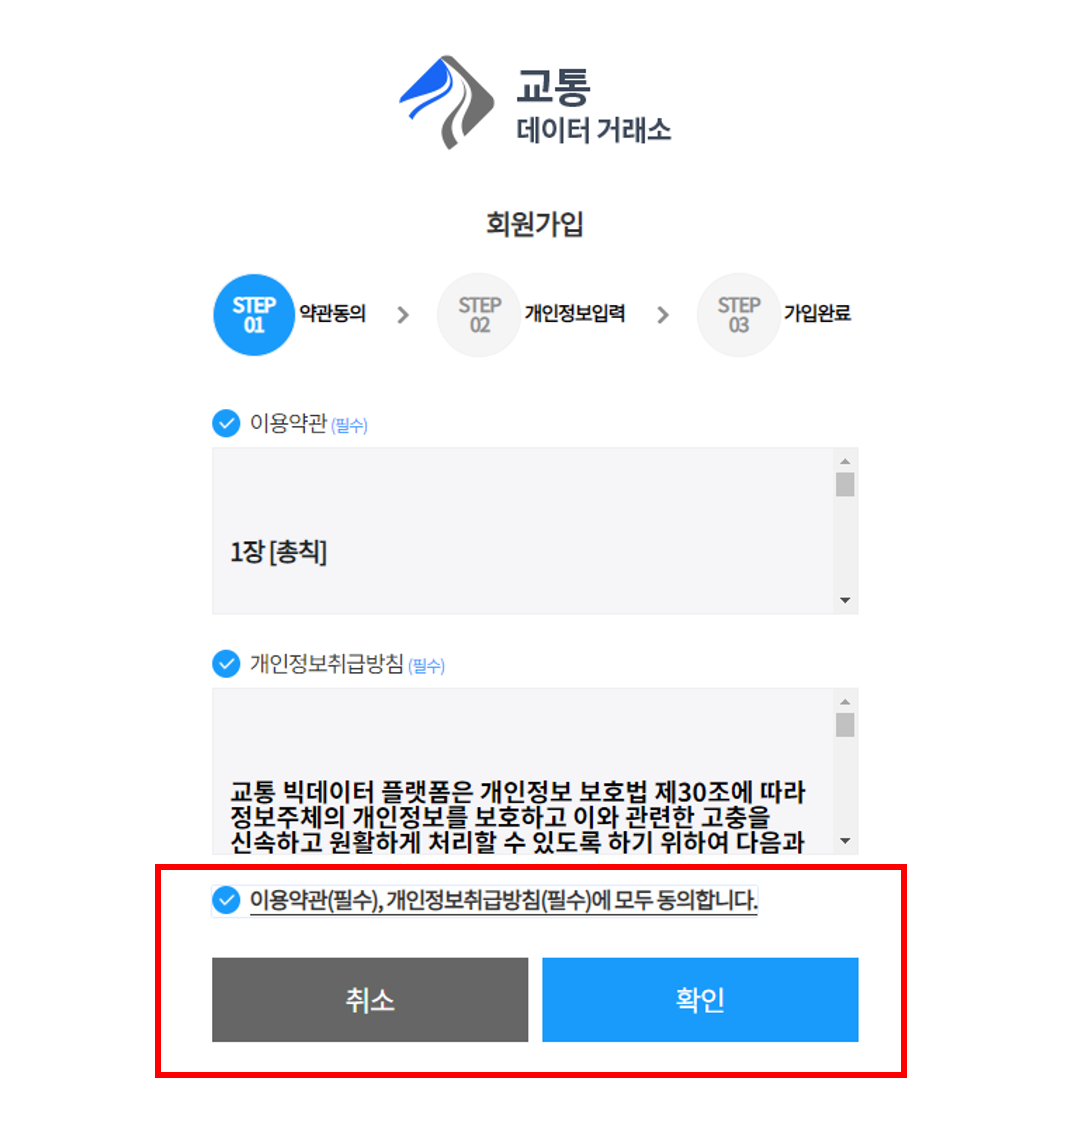 교통
데이터 거래소
회원가입
STEP
01
약관동의
STEP
02
개인정보입력
STEP
03
가입완료
이용약관 (필수)
1장 [총칙]
개인정보취급방침 (필수)
교통 빅데이터 플랫폼은 개인정보 보호법 제30조에 따라
정보주체의 개인정보를 보호하고 이와 관련한 고충을
신속하고 원활하게 처리할 수 있도록 하기 위하여 다음과
이용약관(필수), 개인정보취급방침(필수)에 모두 동의합니다.
취소
확인